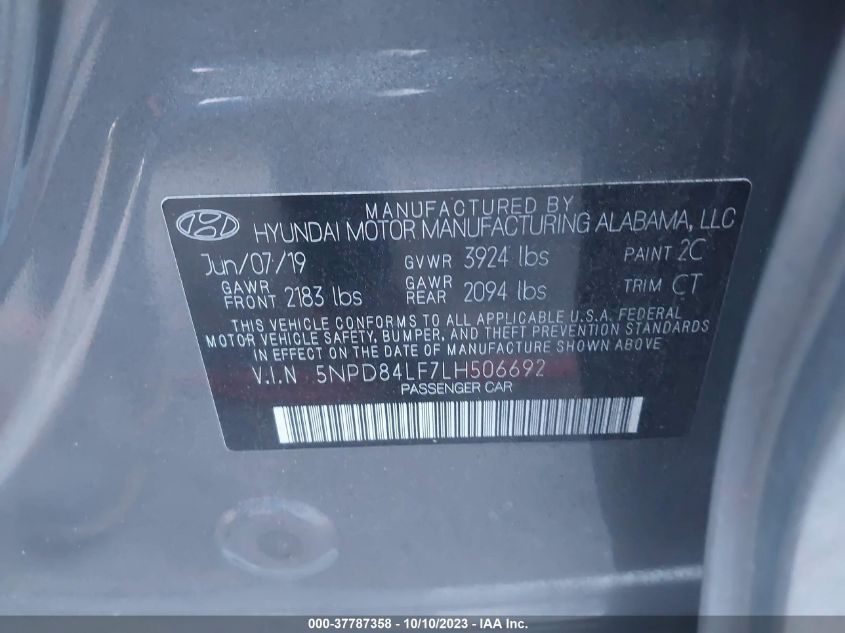 MANUFACTURED BY
HYUNDAI MOTOR MANUFACTURING ALABAMA, LLC
Jun/07/19 GVWR 3924 lbs PAINT 2C
GAWR FRONT 2183 lbs GAWR REAR 2094 lbs TRIM CT
THIS VEHICLE CONFORMS TO ALL APPLICABLE U.S.A. FEDERAL
MOTOR VEHICLE SAFETY, BUMPER, AND THEFT PREVENTION STANDARDS
IN EFFECT ON THE DATE OF MANUFACTURE SHOWN ABOVE.
V.I.N 5NPD84LF7LH506692
PASSENGER CAR
000-37787358 - 10/10/2023 - IAA Inc.